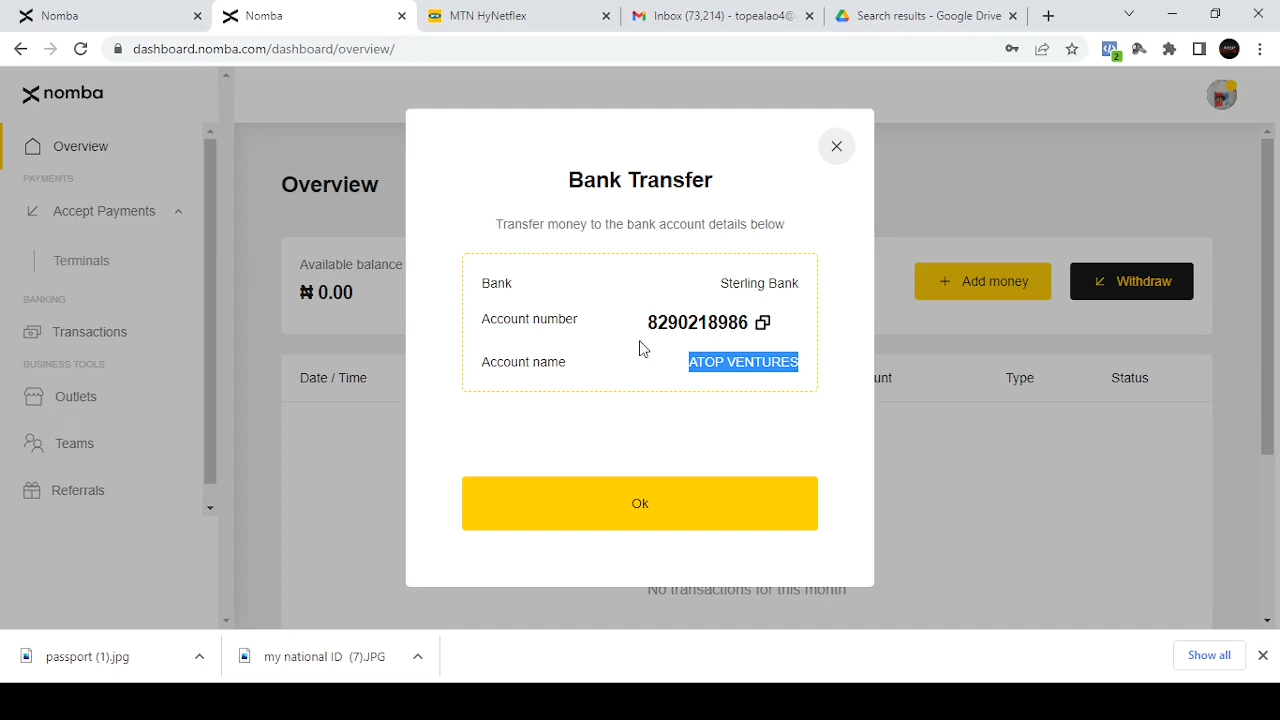 Nomba
Nomba
MTN HyNetflex
Inbox (73,214) - topealao4@
Search results - Google Drive
dashboard.nomba.com/dashboard/overview/
2
nomba
Overview
PAYMENTS
Accept Payments
Terminals
BANKING
Transactions
BUSINESS TOOLS
Outlets
Teams
Referrals
Overview
Available balance
₦ 0.00
+ Add money
Withdraw
Date / Time
unt
Type
Status
No transactions for this month
Bank Transfer
Transfer money to the bank account details below
Bank Sterling Bank
Account number 8290218986
Account name ATOP VENTURES
Ok
passport (1).jpg
my national ID (7).JPG
Show all